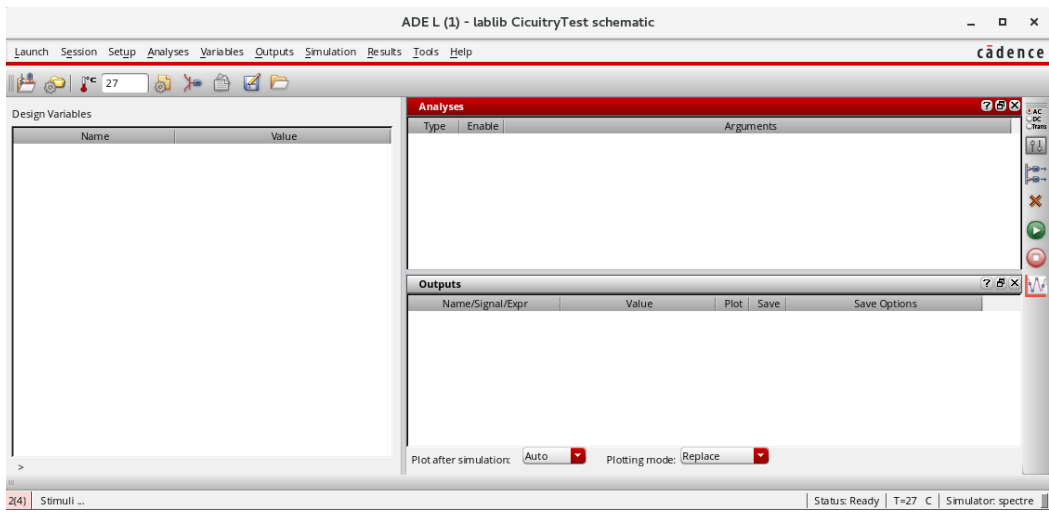 ADE L (1) - lablib CicuitryTest schematic
Launch Session Setup Analyses Variables Outputs Simulation Results Tools Help cādence
27
Design Variables
Name Value
>
Analyses
Type Enable Arguments
Outputs
Name/Signal/Expr Value Plot Save Save Options
Plot after simulation: Auto Plotting mode: Replace
AC
DC
Trans
2(4) Stimuli ... Status: Ready T=27 C Simulator: spectre